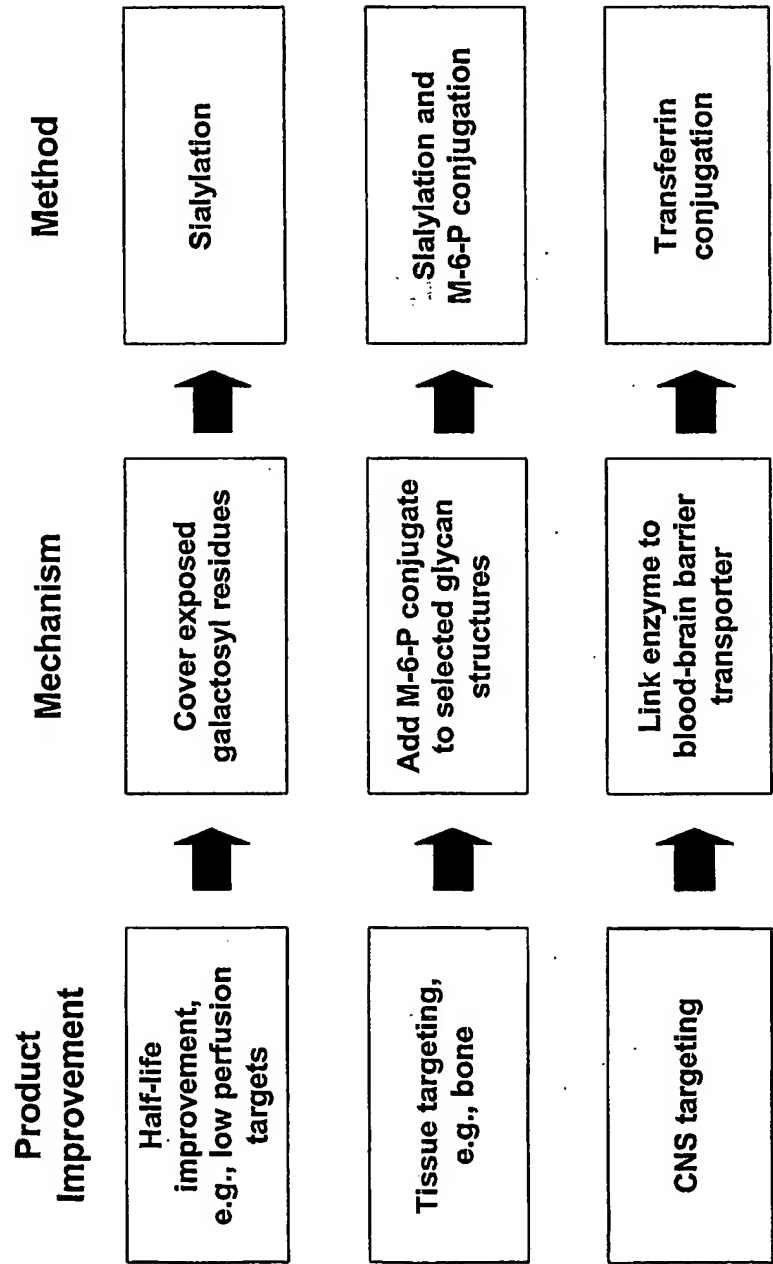 Product
Improvement
Mechanism
Method
Half-life
improvement,
e.g., low perfusion
targets
Cover exposed
galactosyl residues
Sialylation
Tissue targeting,
e.g., bone
Add M-6-P conjugate
to selected glycan
structures
Sialylation and
M-6-P conjugation
CNS targeting
Link enzyme to
blood-brain barrier
transporter
Transferrin
conjugation